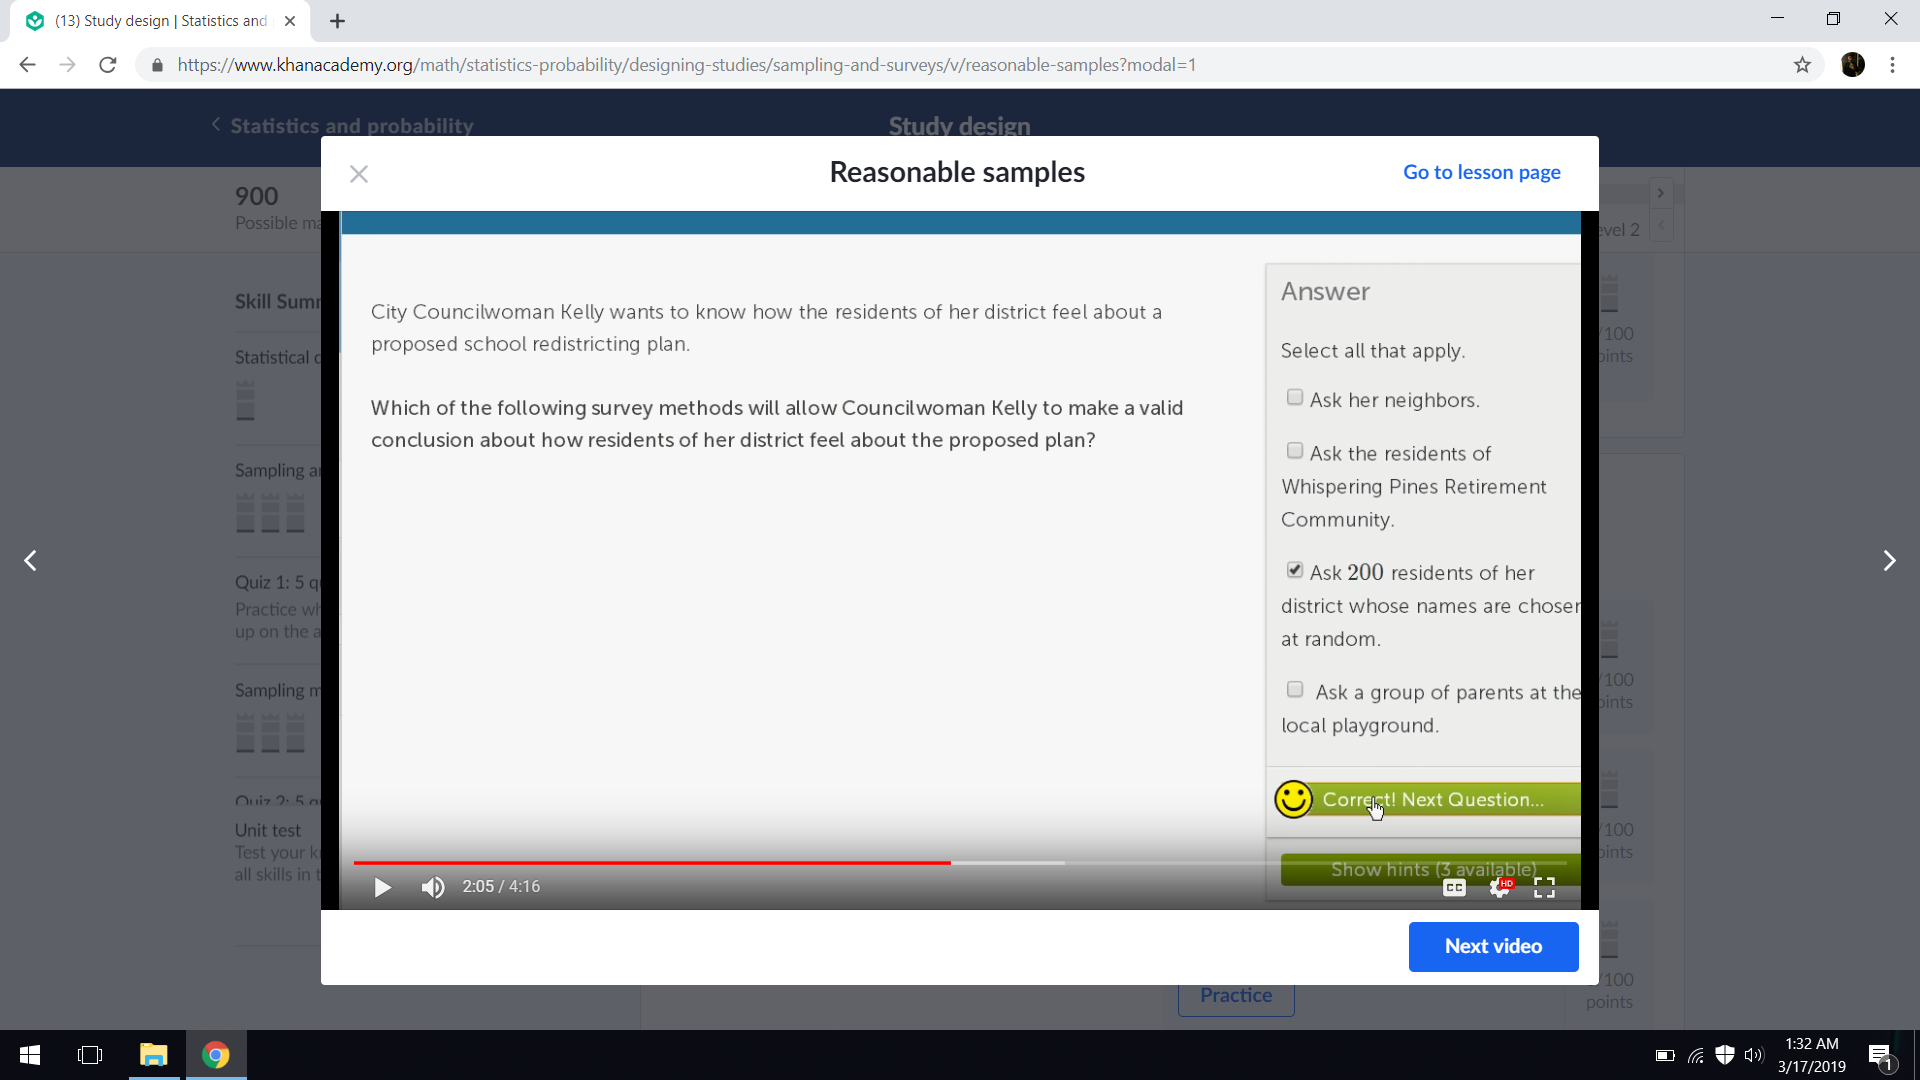 (13) Study design | Statistics and
https://www.khanacademy.org/math/statistics-probability/designing-studies/sampling-and-surveys/v/reasonable-samples?modal=1
Statistics and probability
Study design
Reasonable samples
Go to lesson page
900
Possible ma
evel 2
Skill Summ
Statistical q
Sampling an
Quiz 1: 5 qu
Practice wh
up on the a
Sampling m
Quiz 2: 5 qu
Unit test
Test your k
all skills in t
City Councilwoman Kelly wants to know how the residents of her district feel about a
proposed school redistricting plan.
Which of the following survey methods will allow Councilwoman Kelly to make a valid
conclusion about how residents of her district feel about the proposed plan?
Answer
Select all that apply.
Ask her neighbors.
Ask the residents of
Whispering Pines Retirement
Community.
Ask 200 residents of her
district whose names are chosen
at random.
Ask a group of parents at the
local playground.
Correct! Next Question...
Show hints (3 available)
2:05 / 4:16
CC
HD
/100
oints
/100
oints
/100
oints
/100
points
Next video
Practice
1:32 AM
3/17/2019
1